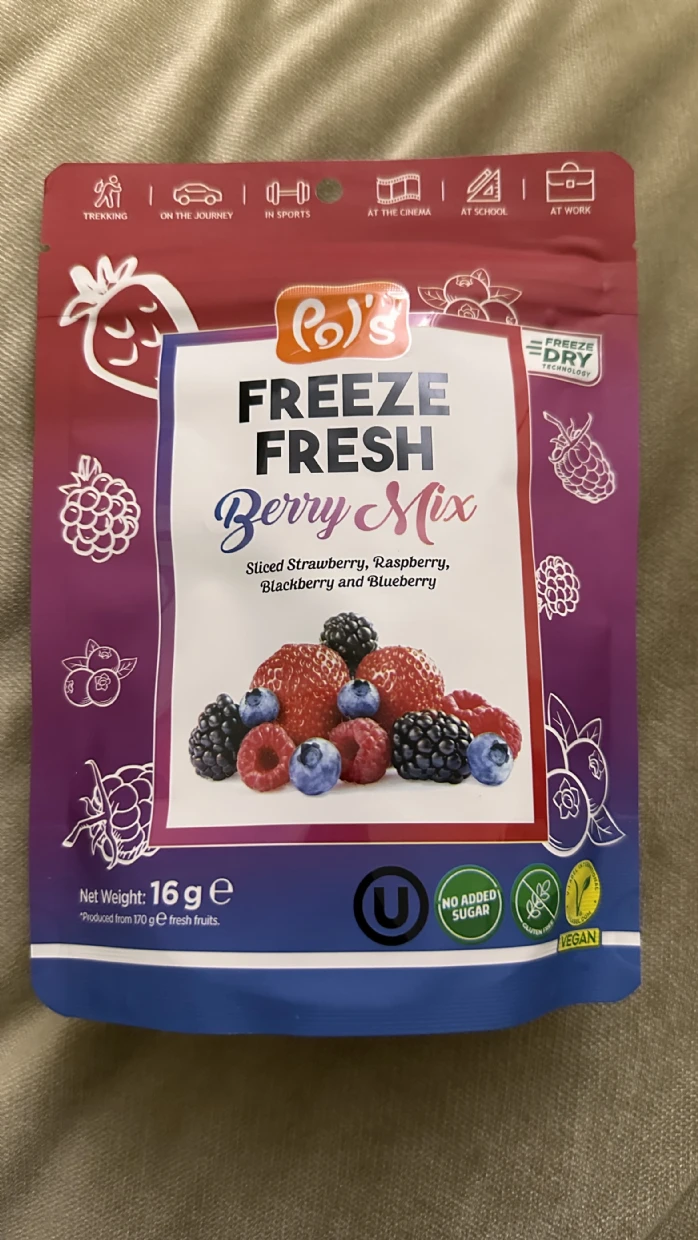 TREKKING
ON THE JOURNEY
IN SPORTS
AT THE CINEMA
AT SCHOOL
AT WORK
Pol's
FREEZE
DRY
TECHNOLOGY
FREEZE
FRESH
Berry Mix
Sliced Strawberry, Raspberry,
Blackberry and Blueberry
Net Weight: 16 g e
*Produced from 170 g e fresh fruits.
U
NO ADDED
SUGAR
GLUTEN FREE
VEGAN